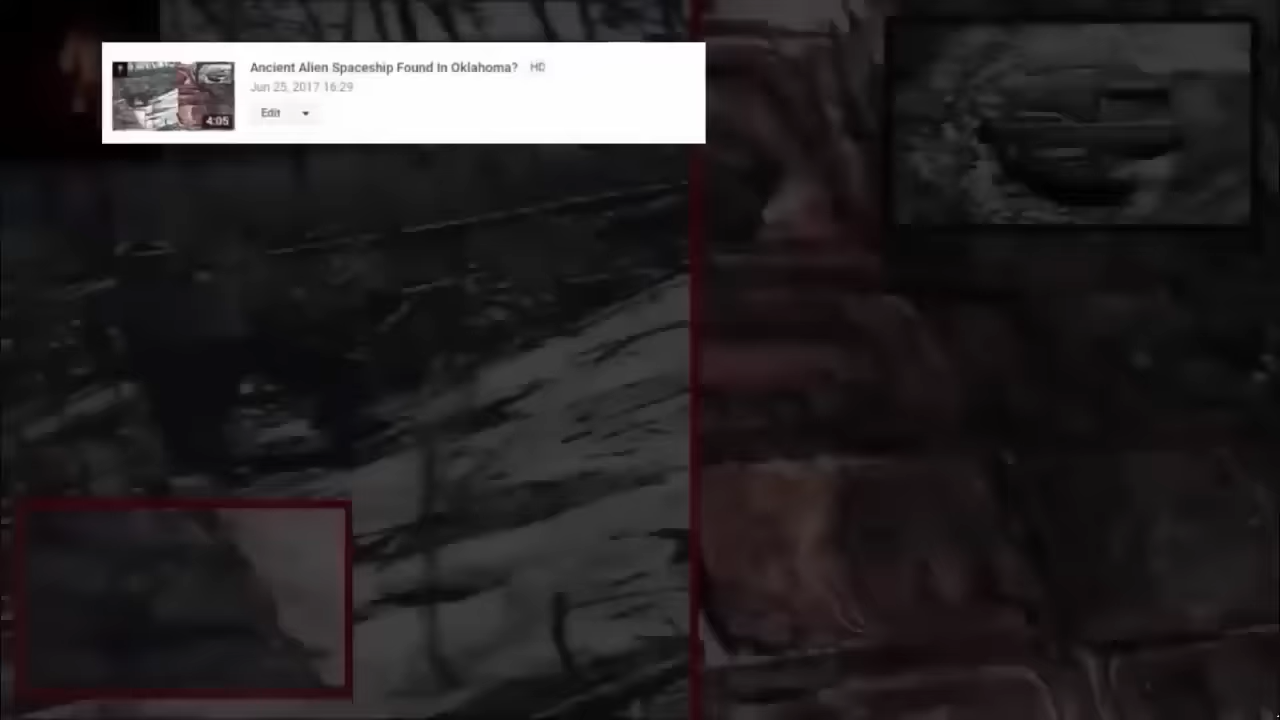 Ancient Alien Spaceship Found In Oklahoma? HD
Jun 25, 2017 16:29
4:05
Edit